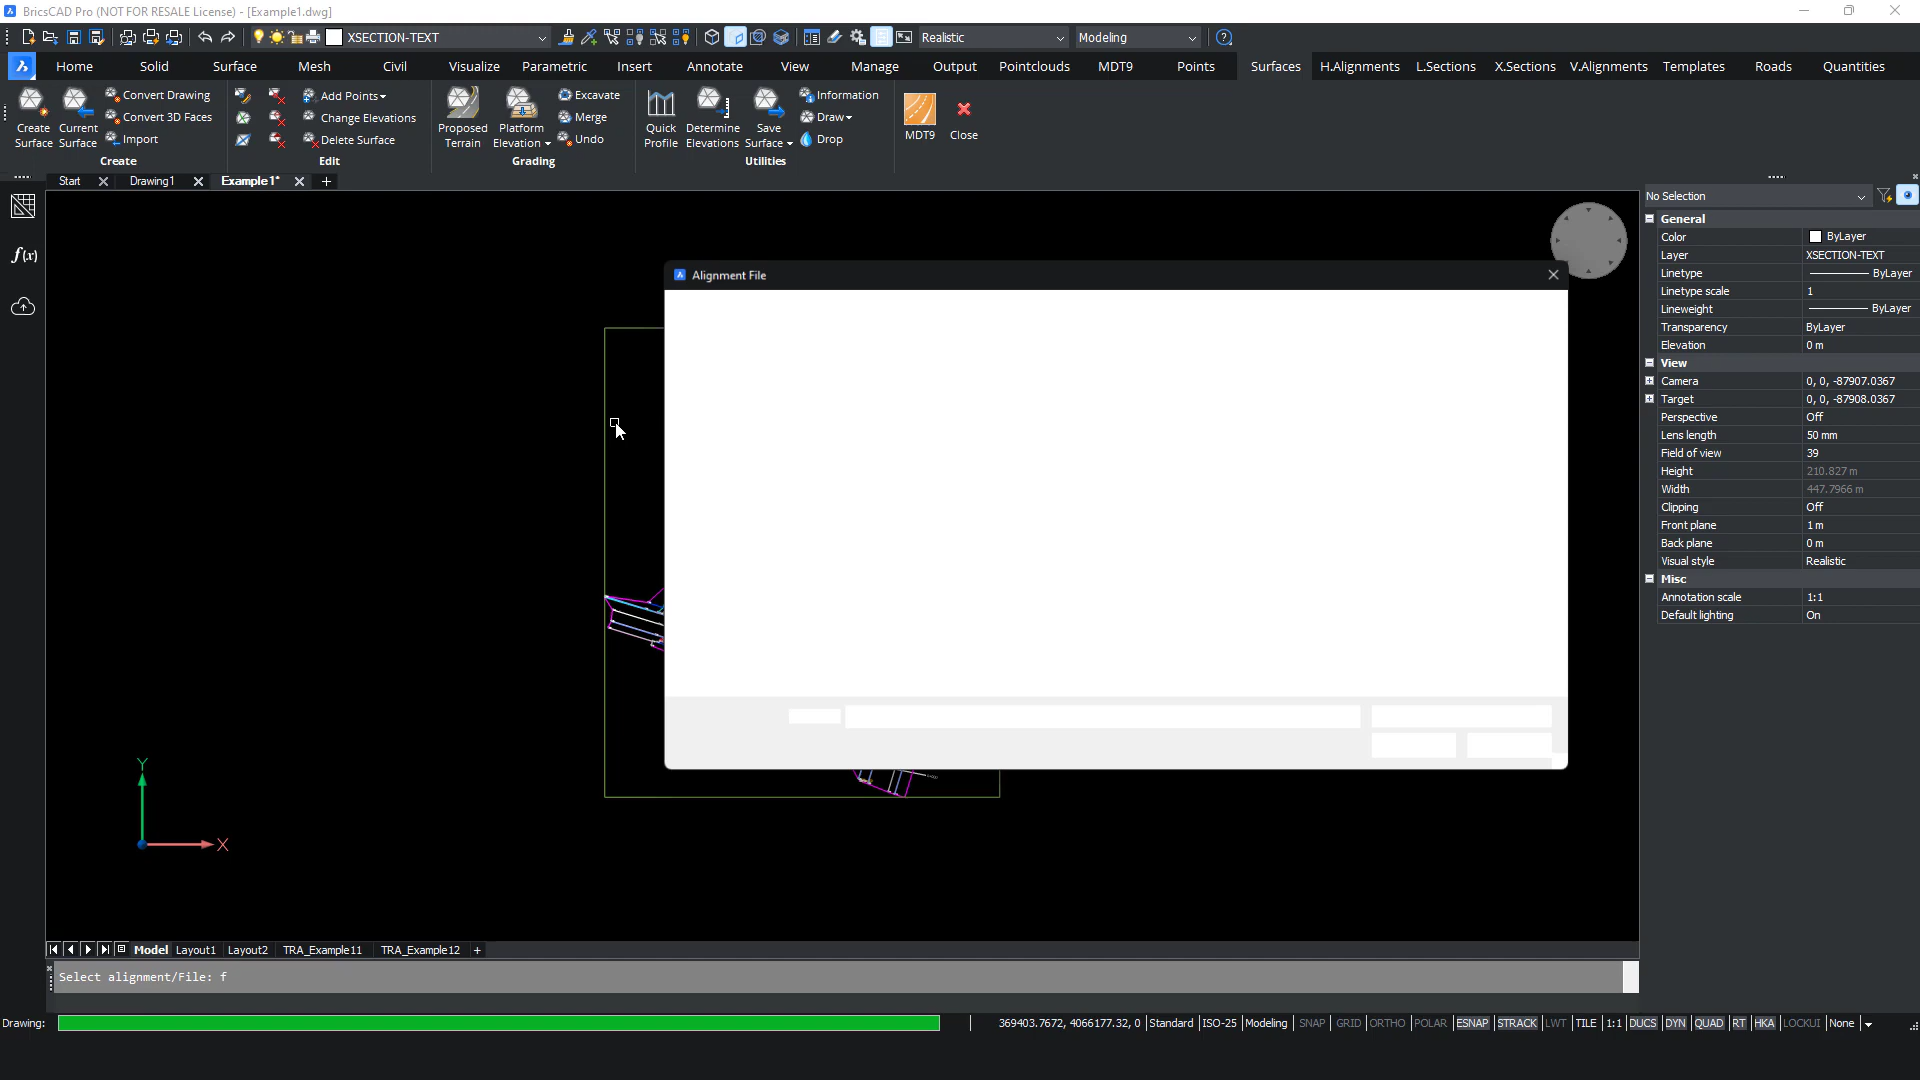 BricsCAD Pro (NOT FOR RESALE License) - [Example1.dwg]
XSECTION-TEXT
Realistic
Modeling
Home Solid Surface Mesh Civil Visualize Parametric Insert Annotate View Manage Output Pointclouds MDT9 Points Surfaces H.Alignments L.Sections X.Sections V.Alignments Templates Roads Quantities
Create Surface
Current Surface
Convert Drawing
Convert 3D Faces
Import
Create
Add Points
Change Elevations
Delete Surface
Edit
Proposed Terrain
Platform Elevation
Excavate
Merge
Undo
Grading
Quick Profile
Determine Elevations
Save Surface
Information
Draw
Drop
Utilities
MDT9
Close
Start Drawing1 Example1*
f(x)
Alignment File
Y
X
No Selection
General
Color ByLayer
Layer XSECTION-TEXT
Linetype ByLayer
Linetype scale 1
Lineweight ByLayer
Transparency ByLayer
Elevation 0 m
View
Camera 0, 0, -87907.0367
Target 0, 0, -87908.0367
Perspective Off
Lens length 50 mm
Field of view 39
Height 210.827 m
Width 447.7966 m
Clipping Off
Front plane 1 m
Back plane 0 m
Visual style Realistic
Misc
Annotation scale 1:1
Default lighting On
Model Layout1 Layout2 TRA_Example11 TRA_Example12 +
Select alignment/File: f
Drawing:
369403.7672, 4066177.32, 0 Standard ISO-25 Modeling SNAP GRID ORTHO POLAR ESNAP STRACK LWT TILE 1:1 DUCS DYN QUAD RT HKA LOCKUI None